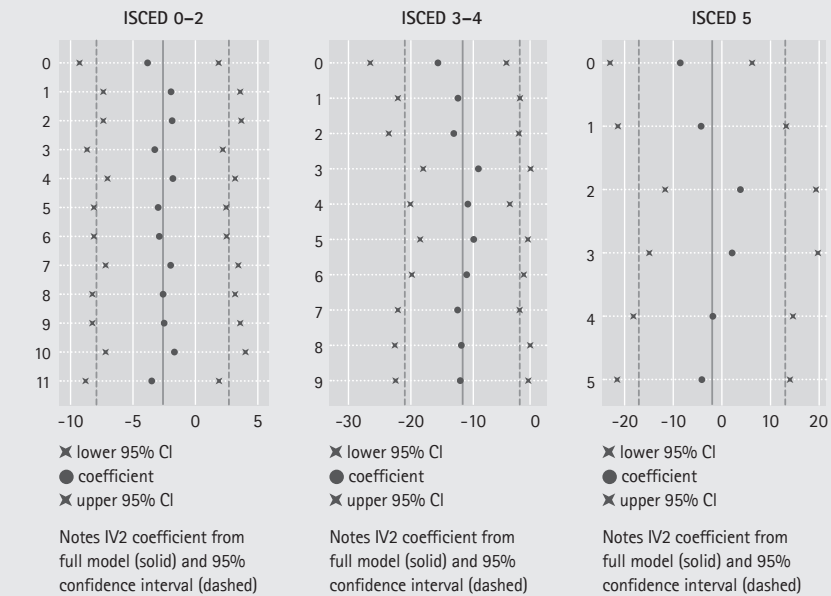 ISCED 0–2
0
1
2
3
4
5
6
7
8
9
10
11
-10 -5 0 5
lower 95% CI
coefficient
upper 95% CI
Notes IV2 coefficient from
full model (solid) and 95%
confidence interval (dashed)
ISCED 3–4
0
1
2
3
4
5
6
7
8
9
-30 -20 -10 0
lower 95% CI
coefficient
upper 95% CI
Notes IV2 coefficient from
full model (solid) and 95%
confidence interval (dashed)
ISCED 5
0
1
2
3
4
5
-20 -10 0 10 20
lower 95% CI
coefficient
upper 95% CI
Notes IV2 coefficient from
full model (solid) and 95%
confidence interval (dashed)